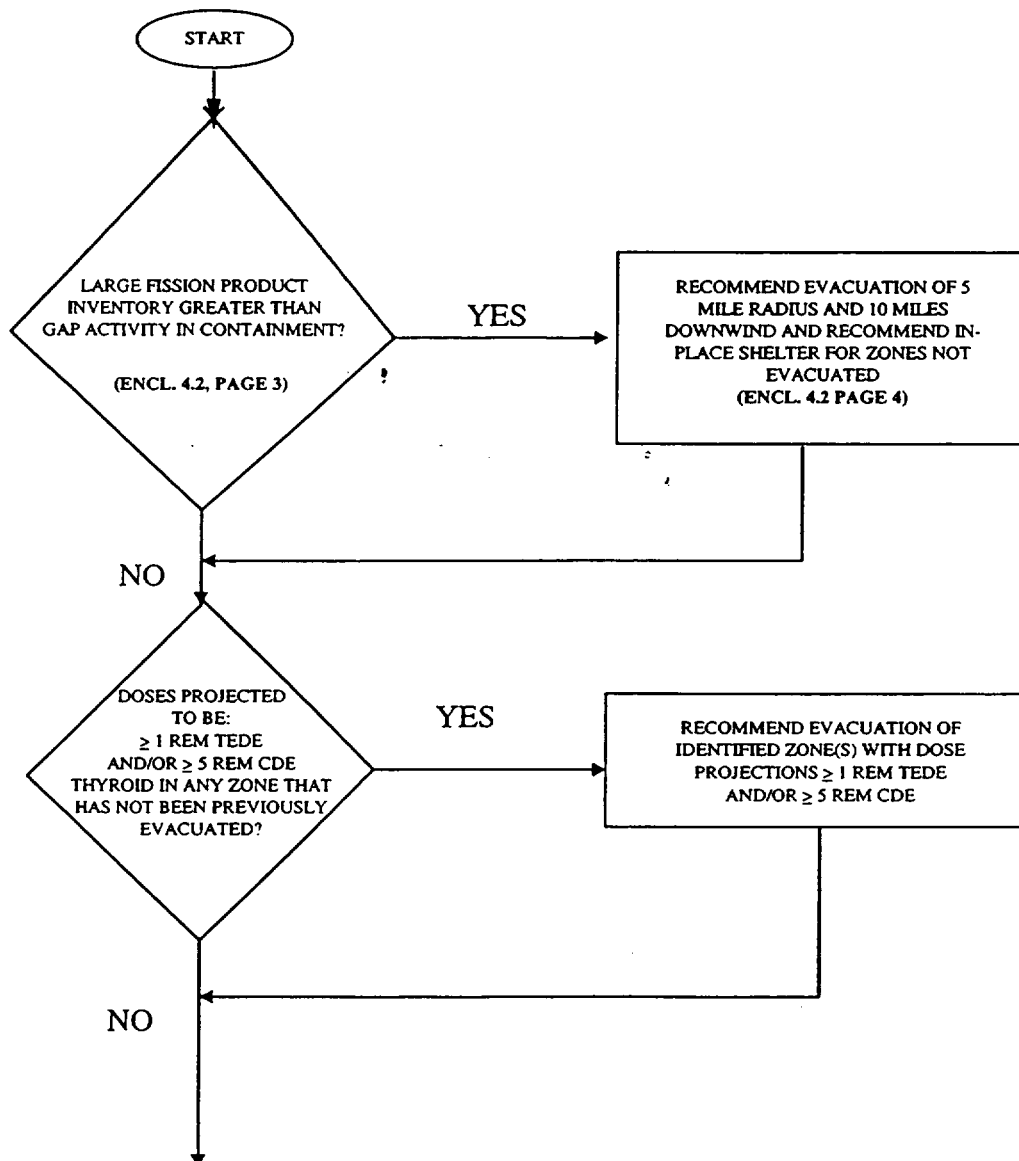 START
LARGE FISSION PRODUCT
INVENTORY GREATER THAN
GAP ACTIVITY IN CONTAINMENT?
(ENCL. 4.2, PAGE 3)
YES
RECOMMEND EVACUATION OF 5
MILE RADIUS AND 10 MILES
DOWNWIND AND RECOMMEND IN-
PLACE SHELTER FOR ZONES NOT
EVACUATED
(ENCL. 4.2 PAGE 4)
NO
DOSES PROJECTED
TO BE:
≥ 1 REM TEDE
AND/OR ≥ 5 REM CDE
THYROID IN ANY ZONE THAT
HAS NOT BEEN PREVIOUSLY
EVACUATED?
YES
RECOMMEND EVACUATION OF
IDENTIFIED ZONE(S) WITH DOSE
PROJECTIONS ≥ 1 REM TEDE
AND/OR ≥ 5 REM CDE
NO